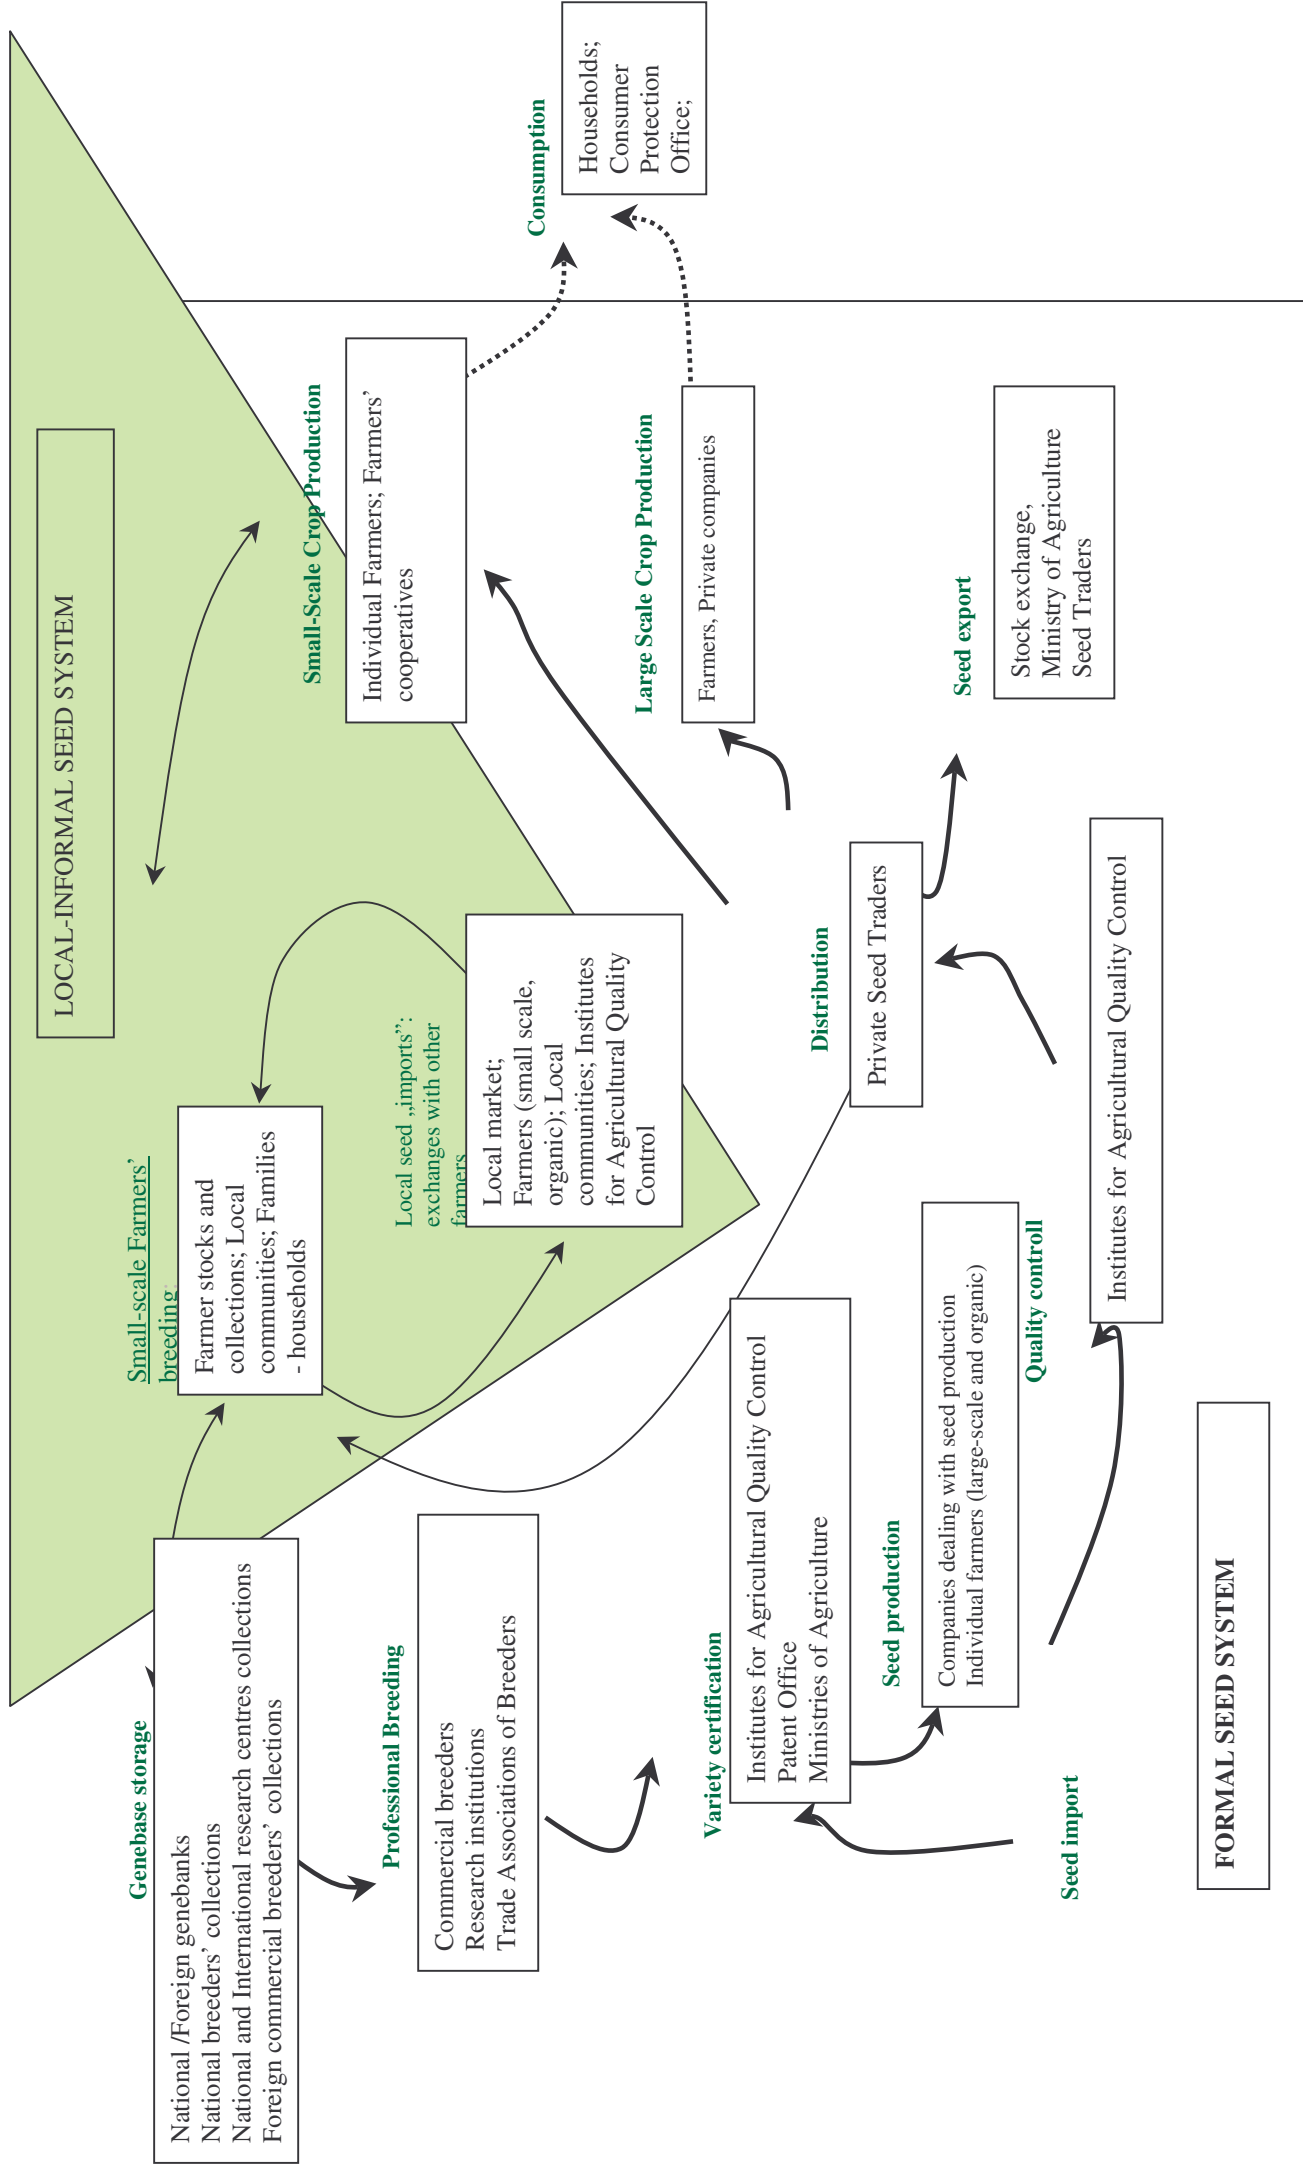 LOCAL-INFORMAL SEED SYSTEM
Genebase storage
National /Foreign genebanks
National breeders’ collections
National and International research centres collections
Foreign commercial breeders’ collections
Small-scale Farmers’
breeding:
Farmer stocks and
collections; Local
communities; Families
- households
Local seed „imports”:
exchanges with other
farmers
Local market;
Farmers (small scale,
organic); Local
communities; Institutes
for Agricultural Quality
Control
Small-Scale Crop Production
Individual Farmers; Farmers’
cooperatives
Consumption
Households;
Consumer
Protection
Office;
Professional Breeding
Commercial breeders
Research institutions
Trade Associations of Breeders
Large Scale Crop Production
Farmers, Private companies
Variety certification
Institutes for Agricultural Quality Control
Patent Office
Ministries of Agriculture
Distribution
Private Seed Traders
Seed production
Companies dealing with seed production
Individual farmers (large-scale and organic)
Seed export
Stock exchange,
Ministry of Agriculture
Seed Traders
Quality controll
Institutes for Agricultural Quality Control
Seed import
FORMAL SEED SYSTEM